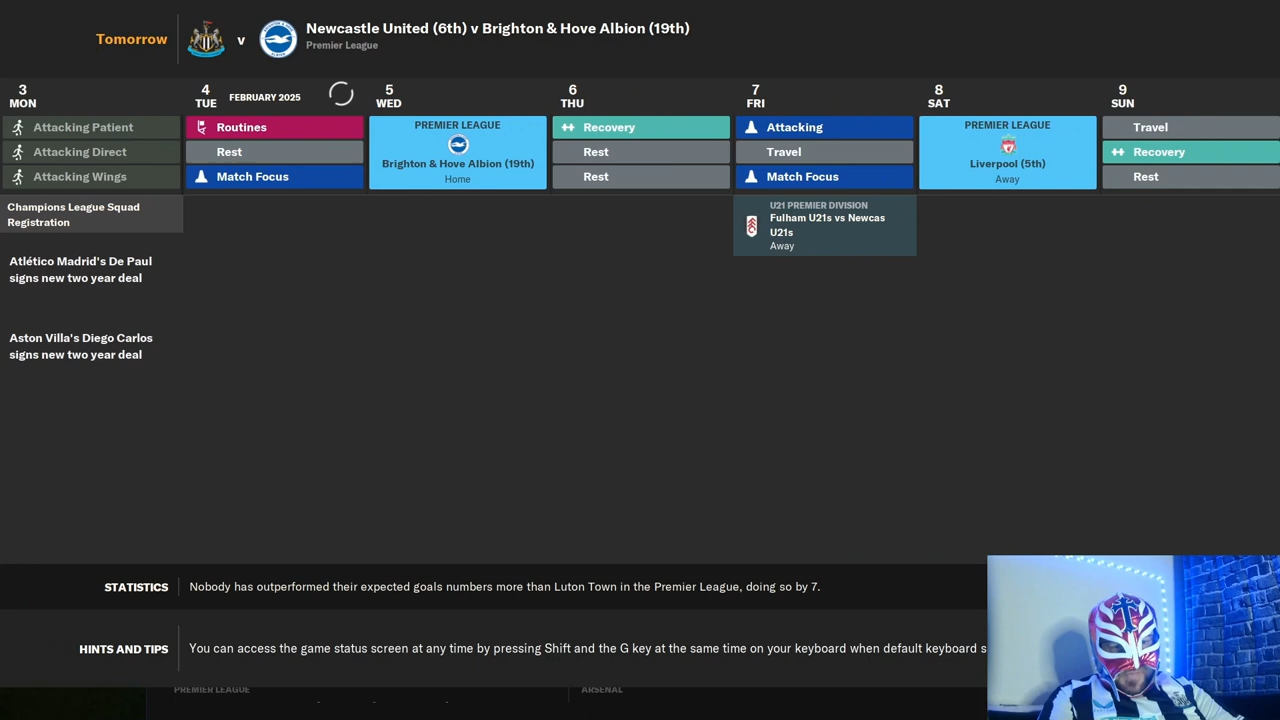 Tomorrow
v
Newcastle United (6th) v Brighton & Hove Albion (19th)
Premier League
3
MON
4
TUE
FEBRUARY 2025
5
WED
6
THU
7
FRI
8
SAT
9
SUN
Attacking Patient
Attacking Direct
Attacking Wings
Routines
Rest
Match Focus
PREMIER LEAGUE
Brighton & Hove Albion (19th)
Home
Recovery
Rest
Rest
Attacking
Travel
Match Focus
PREMIER LEAGUE
Liverpool (5th)
Away
Travel
Recovery
Rest
Champions League Squad
Registration
Atlético Madrid's De Paul
signs new two year deal
Aston Villa's Diego Carlos
signs new two year deal
U21 PREMIER DIVISION
Fulham U21s vs Newcas
U21s
Away
STATISTICS
Nobody has outperformed their expected goals numbers more than Luton Town in the Premier League, doing so by 7.
HINTS AND TIPS
You can access the game status screen at any time by pressing Shift and the G key at the same time on your keyboard when default keyboard s
PREMIER LEAGUE
ARSENAL